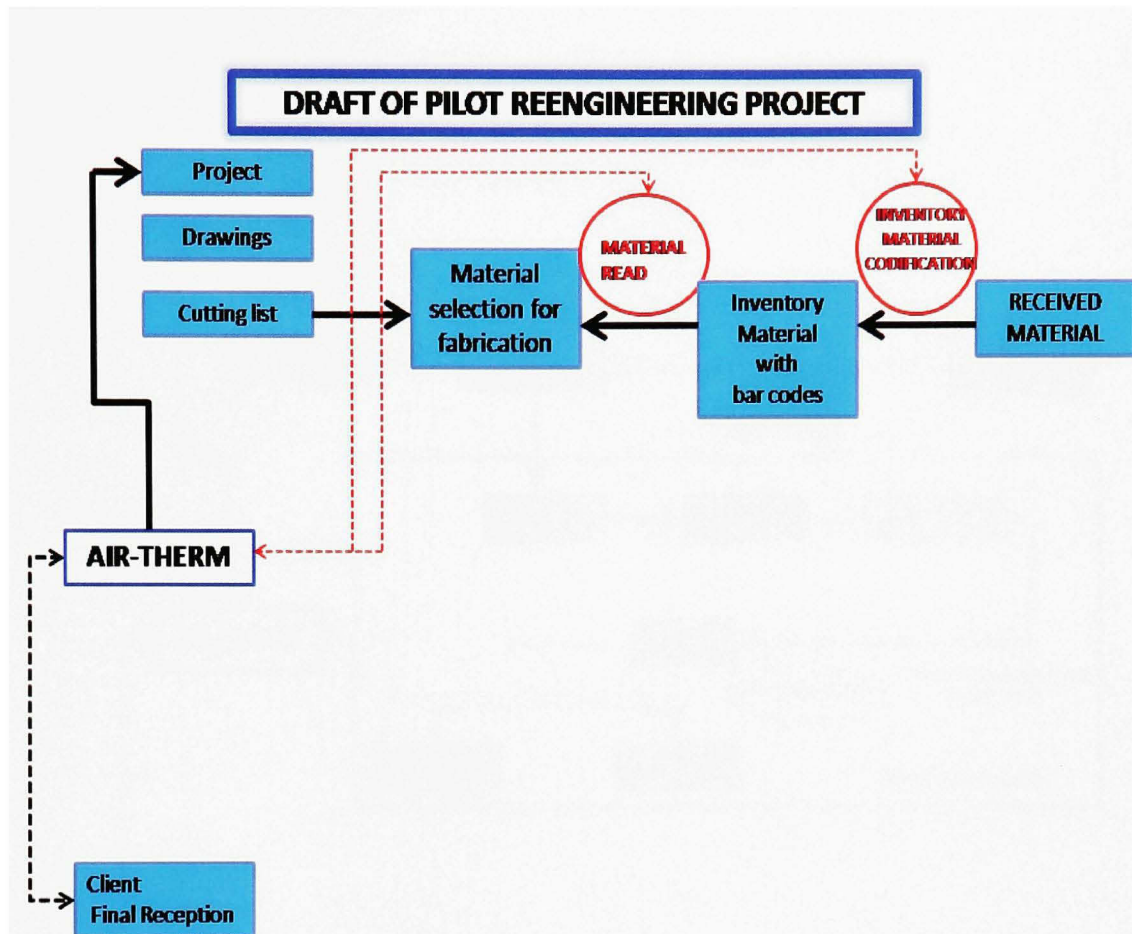 DRAFT OF PILOT REENGINEERING PROJECT
Project
Drawings
Cutting list
Material
selection for
fabrication
MATERIAL
READ
Inventory
Material
with
bar codes
INVENTORY
MATERIAL
CODIFICATION
RECEIVED
MATERIAL
AIR-THERM
Client
Final Reception